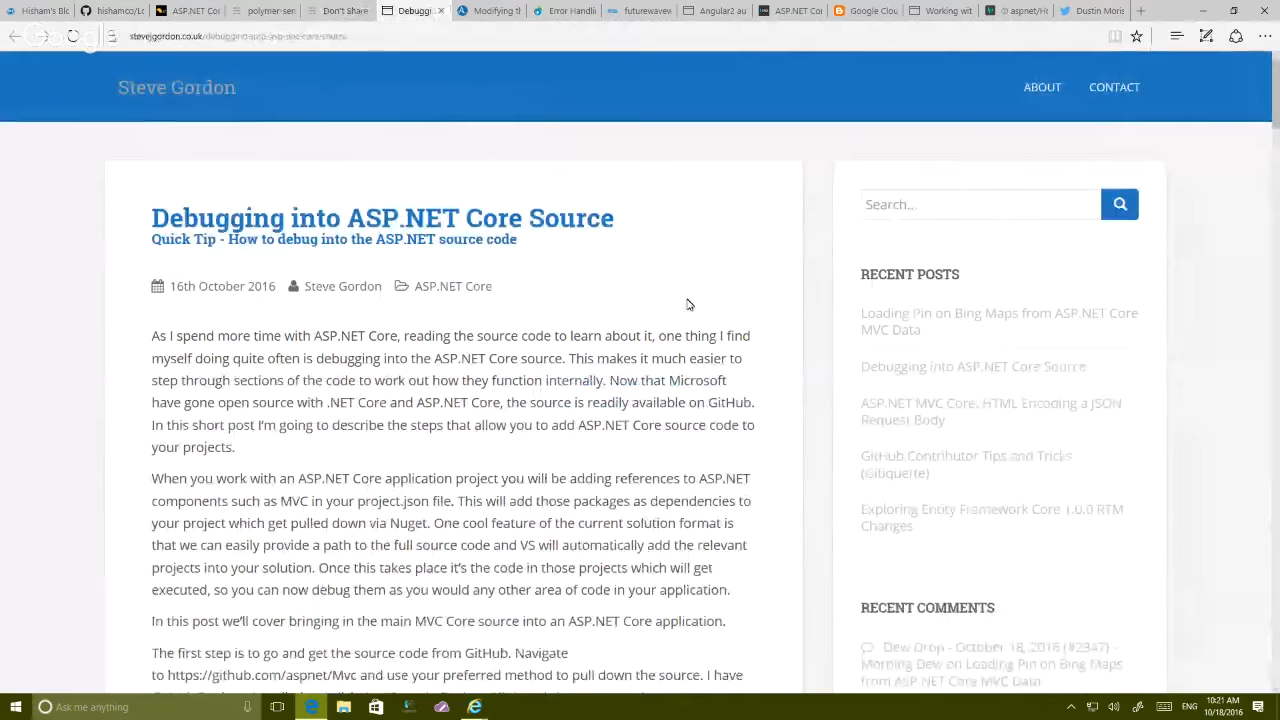 Hisham's Bl
hishamco/L
ASP.NET Co
polymer-ser
Don't Share
Debuggi
Modifying th
Error Handli
futurewave
Angular2 au
ASP.NET Co
Google Clou
Working wit
@aspnet/H
Dustin Moris
stevejgordon.co.uk/debugging-into-asp-net-core-source
Steve Gordon
ABOUT
CONTACT
Debugging into ASP.NET Core Source
Quick Tip - How to debug into the ASP.NET source code
16th October 2016 Steve Gordon ASP.NET Core
As I spend more time with ASP.NET Core, reading the source code to learn about it, one thing I find
myself doing quite often is debugging into the ASP.NET Core source. This makes it much easier to
step through sections of the code to work out how they function internally. Now that Microsoft
have gone open source with .NET Core and ASP.NET Core, the source is readily available on GitHub.
In this short post I'm going to describe the steps that allow you to add ASP.NET Core source code to
your projects.
When you work with an ASP.NET Core application project you will be adding references to ASP.NET
components such as MVC in your project.json file. This will add those packages as dependencies to
your project which get pulled down via Nuget. One cool feature of the current solution format is
that we can easily provide a path to the full source code and VS will automatically add the relevant
projects into your solution. Once this takes place it's the code in those projects which will get
executed, so you can now debug them as you would any other area of code in your application.
In this post we'll cover bringing in the main MVC Core source into an ASP.NET Core application.
The first step is to go and get the source code from GitHub. Navigate
to https://github.com/aspnet/Mvc and use your preferred method to pull down the source. I have
Search...
RECENT POSTS
Loading Pin on Bing Maps from ASP.NET Core
MVC Data
Debugging into ASP.NET Core Source
ASP.NET MVC Core: HTML Encoding a JSON
Request Body
GitHub Contributor Tips and Tricks
(Gitiquette)
Exploring Entity Framework Core 1.0.0 RTM
Changes
RECENT COMMENTS
Dew Drop - October 18, 2016 (#2347) -
Morning Dew on Loading Pin on Bing Maps
from ASP.NET Core MVC Data
Ask me anything
ENG
10:21 AM
10/18/2016